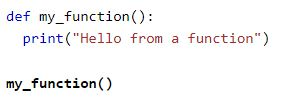 def my_function():
  print("Hello from a function")

my_function()